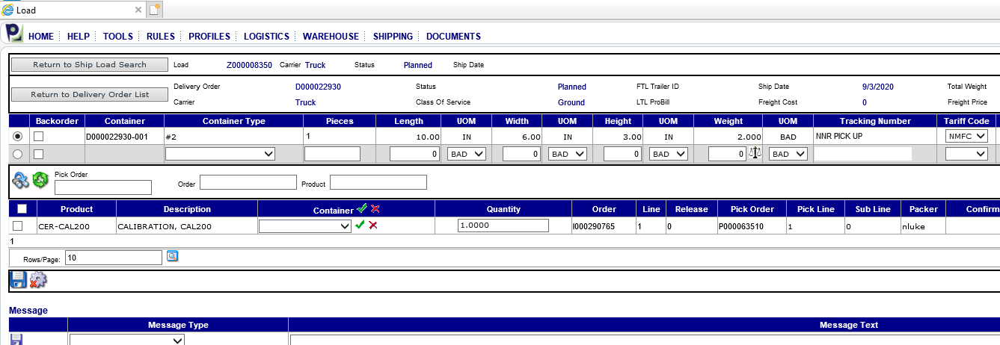 Load
HOME HELP TOOLS RULES PROFILES LOGISTICS WAREHOUSE SHIPPING DOCUMENTS
Return to Ship Load Search Load Z000008350 Carrier Truck Status Planned Ship Date
Delivery Order D000022930 Status Planned FTL Trailer ID Ship Date 9/3/2020 Total Weight
Return to Delivery Order List
Carrier Truck Class Of Service Ground LTL ProBill Freight Cost 0 Freight Price
Backorder Container Container Type Pieces Length UOM Width UOM Height UOM Weight UOM Tracking Number Tariff Code
D000022930-001 #2 1 10.00 IN 6.00 IN 3.00 IN 2.000 BAD NNR PICK UP NMFC
0 BAD 0 BAD 0 BAD 0 BAD
Pick Order
Order Product
Product Description Container Quantity Order Line Release Pick Order Pick Line Sub Line Packer Confirm
CER-CAL200 CALIBRATION, CAL200 1.0000 I000290765 1 0 P000063510 1 0 nluke
1
Rows/Page: 10
Message
Message Type Message Text